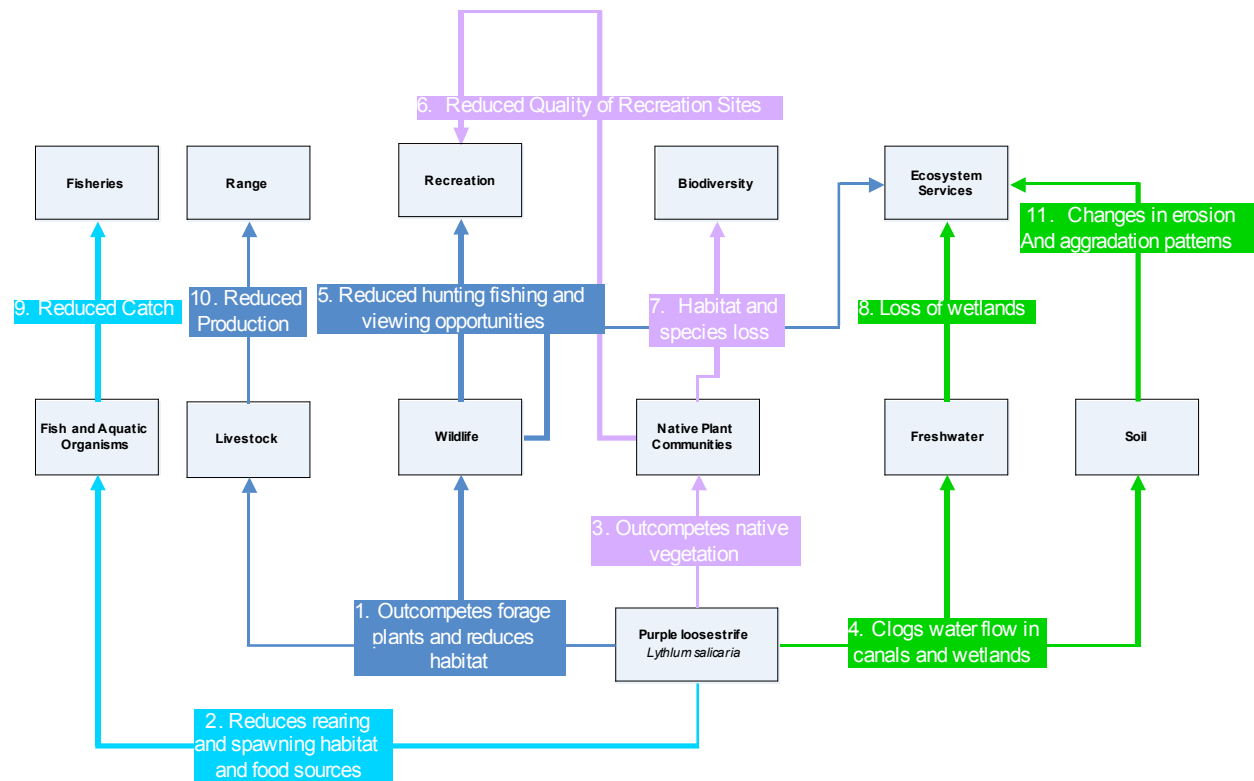 6. Reduced Quality of Recreation Sites
Fisheries
Range
Recreation
Biodiversity
Ecosystem
Services
11. Changes in erosion
And aggradation patterns
9. Reduced Catch
10. Reduced
Production
5. Reduced hunting fishing and
viewing opportunities
7. Habitat and
species loss
8. Loss of wetlands
Fish and Aquatic
Organisms
Livestock
Wildlife
Native Plant
Communities
Freshwater
Soil
3. Outcompetes native
vegetation
1. Outcompetes forage
plants and reduces
habitat
Purple loosestrife
Lythlum salicaria
4. Clogs water flow in
canals and wetlands
2. Reduces rearing
and spawning habitat
and food sources